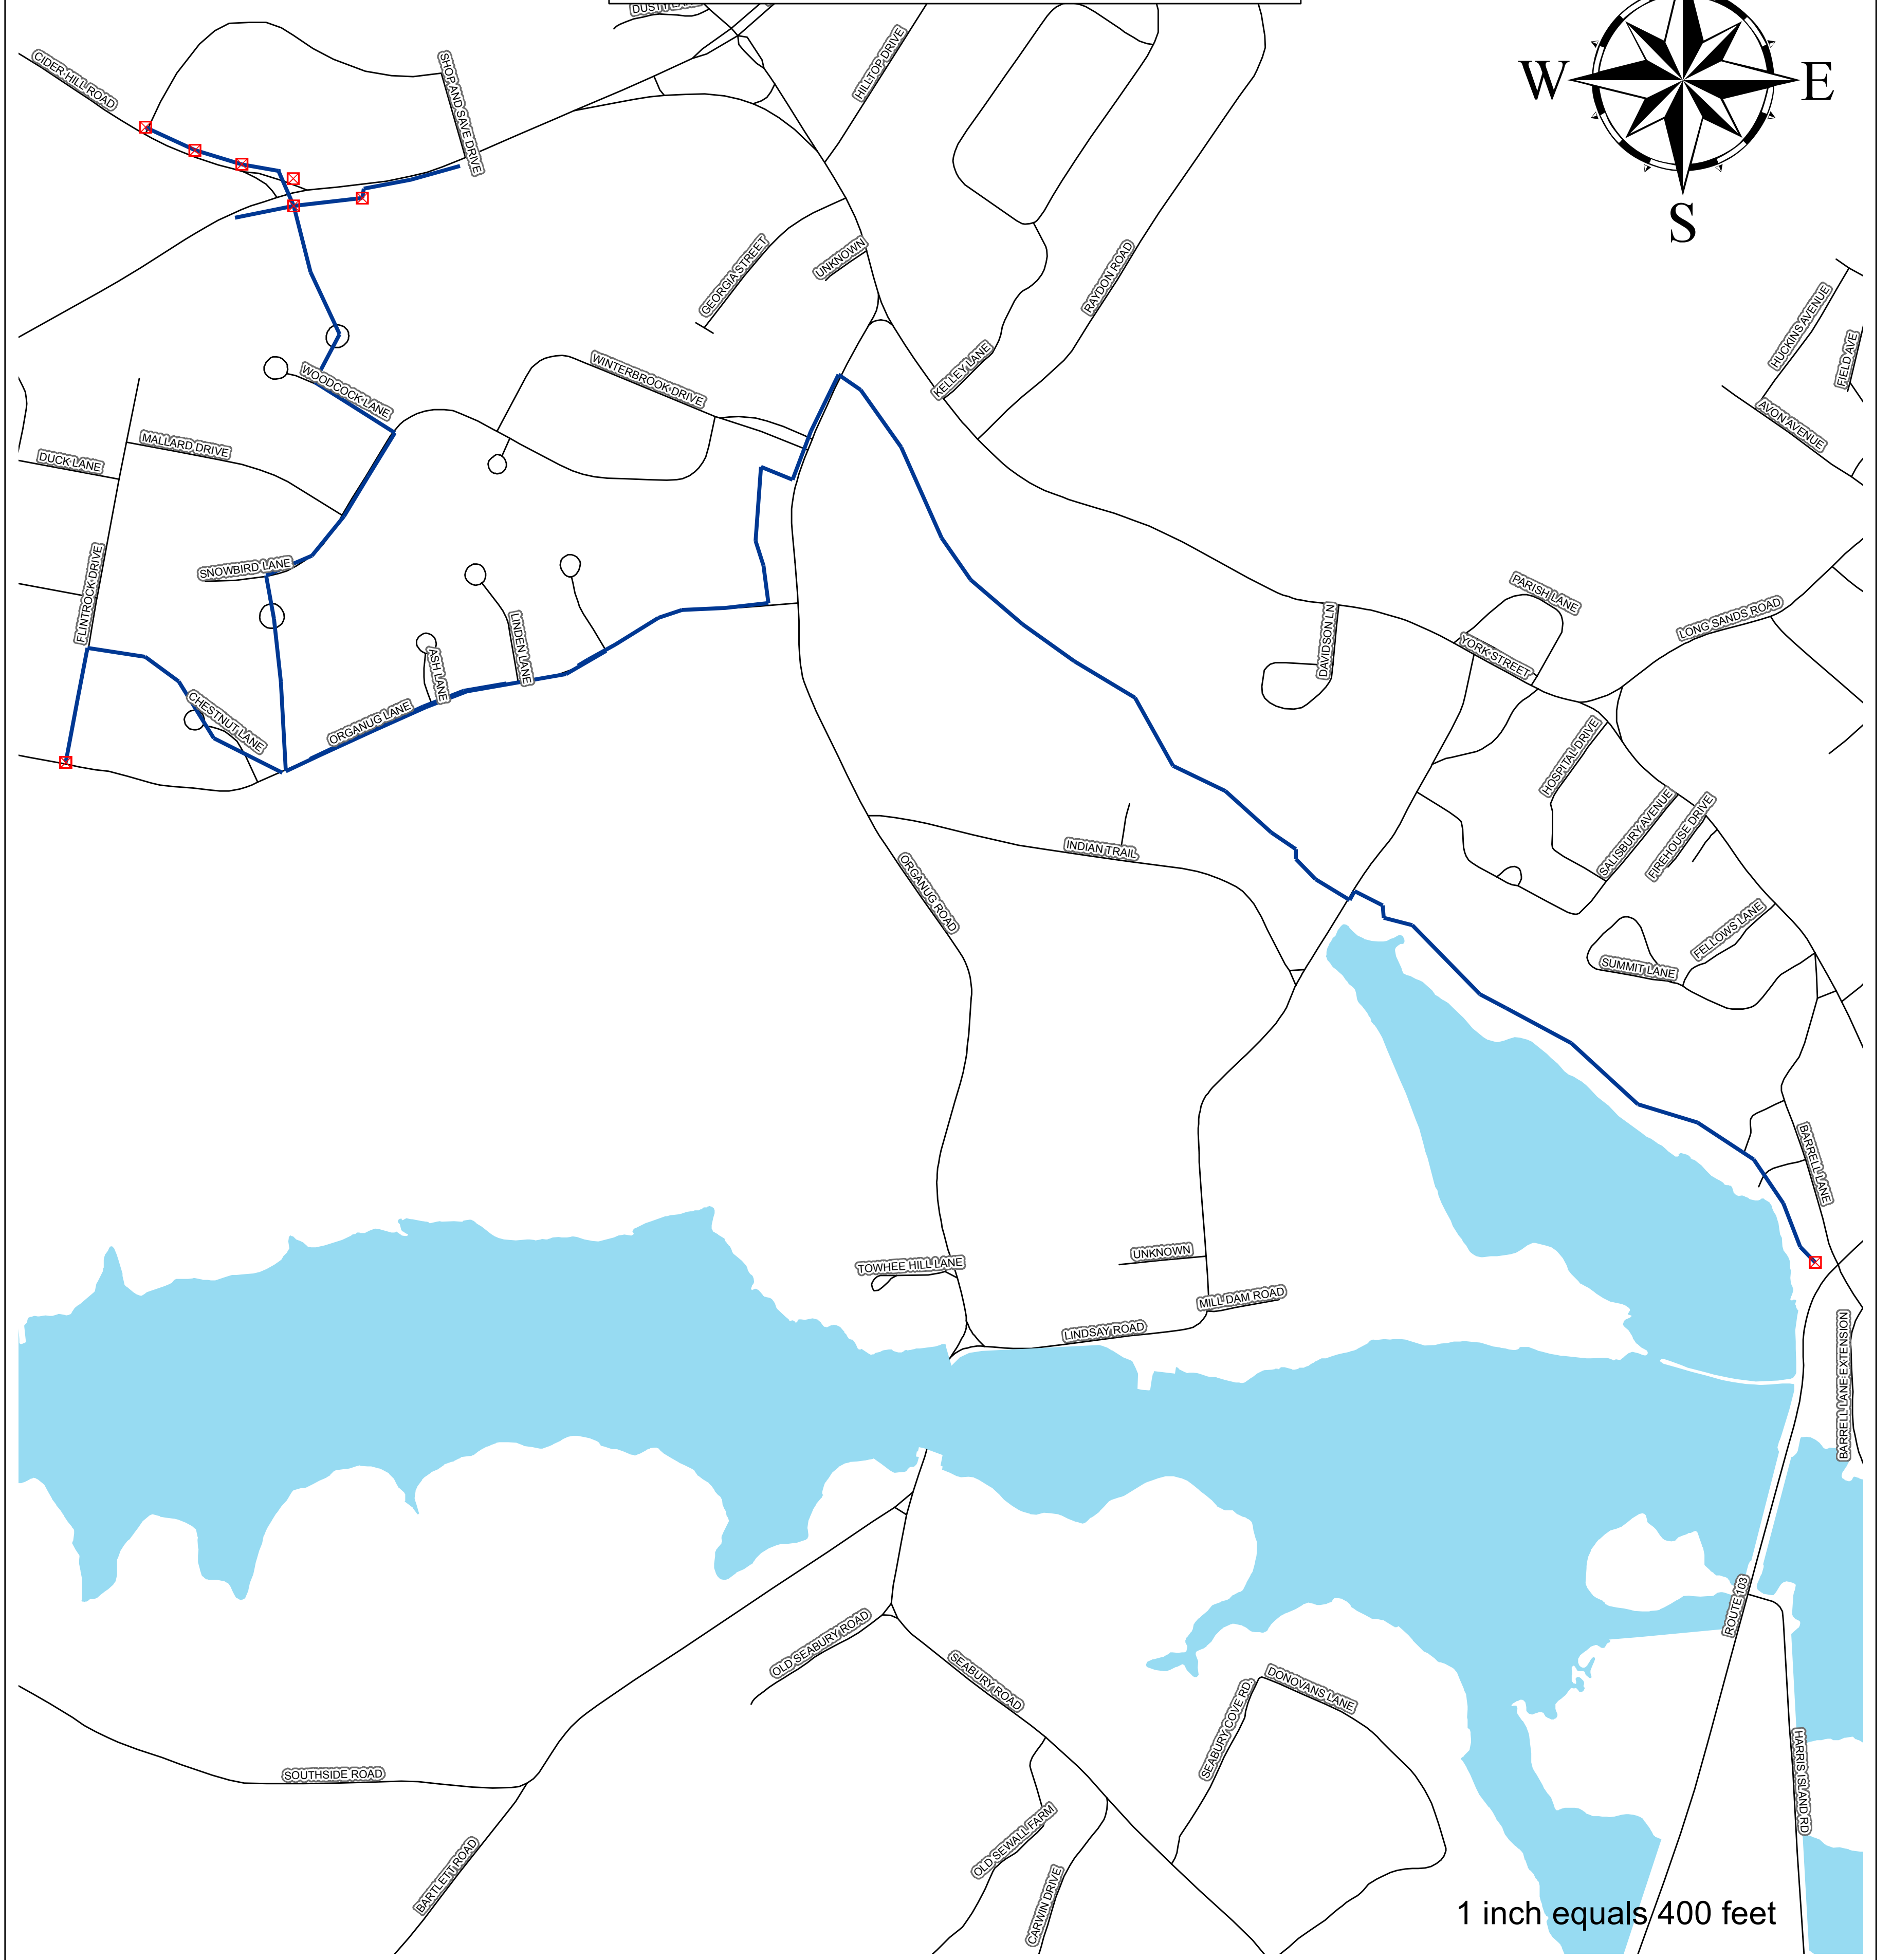 DUSTY LANE
HILLTOP DRIVE
CIDER HILL ROAD
SHOP AND SAVE DRIVE
W
E
S
GEORGIA STREET
UNKNOWN
RAYDON ROAD
HUCKINS AVENUE
FIELD AVE
AVON AVENUE
KELLEY LANE
WINTERBROOK DRIVE
WOODCOCK LANE
MALLARD DRIVE
DUCK LANE
SNOWBIRD LANE
FLINTROCK DRIVE
PARISH LANE
LONG SANDS ROAD
YORK STREET
DAVIDSON LN
LINDEN LANE
ASH LANE
CHESTNUT LANE
ORGANUG LANE
HOSPITAL DRIVE
SALISBURY AVENUE
FIREHOUSE DRIVE
INDIAN TRAIL
ORGANUG ROAD
FELLOWS LANE
SUMMIT LANE
BARRELL LANE
TOWHEE HILL LANE
UNKNOWN
MILL DAM ROAD
LINDSAY ROAD
BARRELL LANE EXTENSION
ROUTE 103
OLD SEABURY ROAD
SEABURY ROAD
DONOVANS LANE
SEABURY COVE RD
HARRIS ISLAND RD
SOUTHSIDE ROAD
OLD SEWALL FARM
BARTLETT ROAD
CARWIN DRIVE
1 inch equals 400 feet